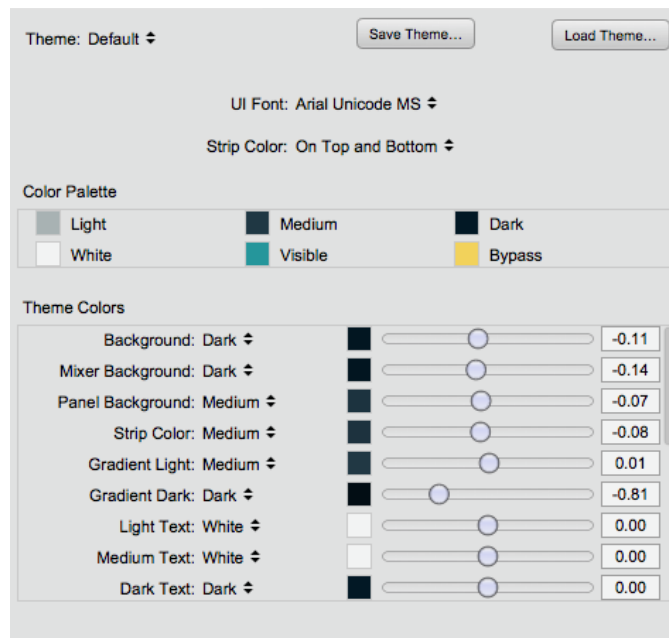 Theme: Default Save Theme... Load Theme...
UI Font: Arial Unicode MS
Strip Color: On Top and Bottom
Color Palette
Light Medium Dark
White Visible Bypass
Theme Colors
Background: Dark -0.11
Mixer Background: Dark -0.14
Panel Background: Medium -0.07
Strip Color: Medium -0.08
Gradient Light: Medium 0.01
Gradient Dark: Dark -0.81
Light Text: White 0.00
Medium Text: White 0.00
Dark Text: Dark 0.00